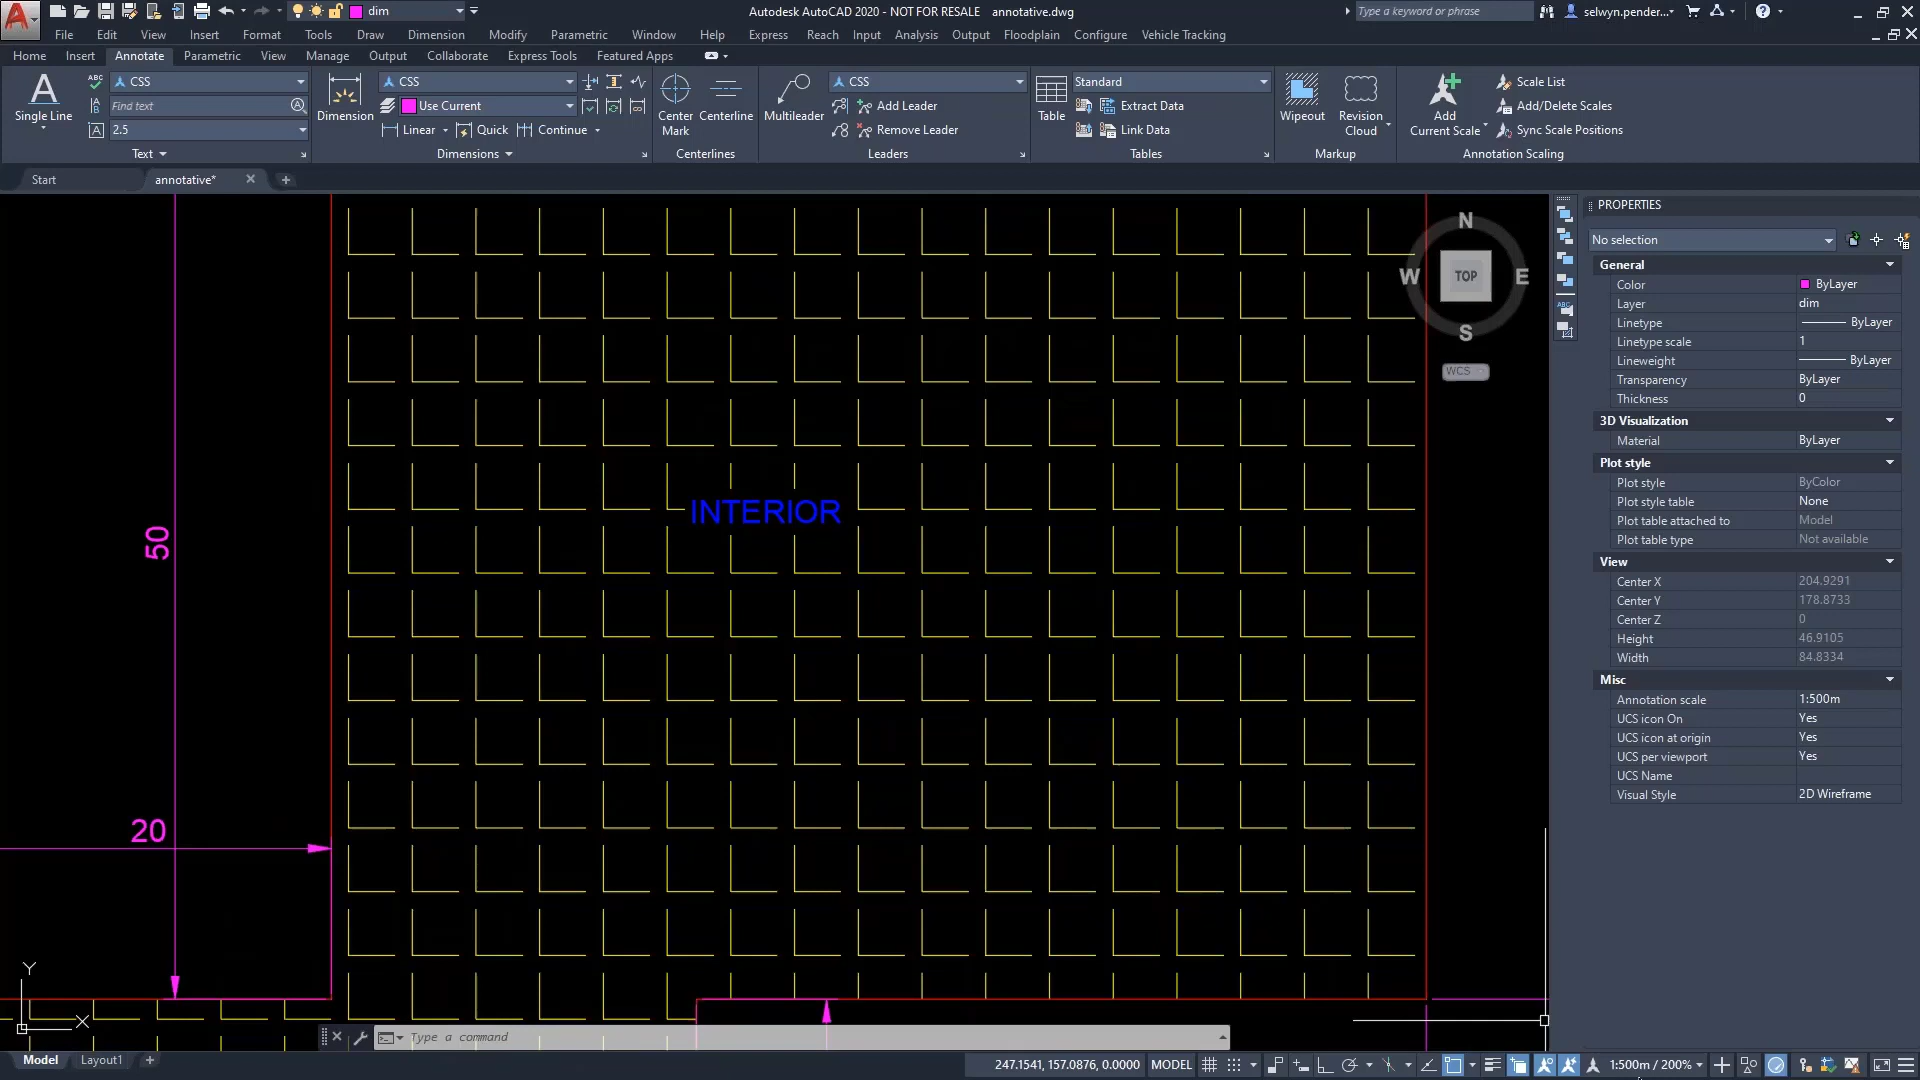 dim
Autodesk AutoCAD 2020 - NOT FOR RESALE annotative.dwg
Type a keyword or phrase
selwyn.pender...
File Edit View Insert Format Tools Draw Dimension Modify Parametric Window Help Express Reach Input Analysis Output Floodplain Configure Vehicle Tracking
Home Insert Annotate Parametric View Manage Output Collaborate Express Tools Featured Apps
A Single Line
ABC
CSS
Find text
A 2.5
Text
Dimension
CSS
Use Current
Linear Quick Continue
Dimensions
Center Mark
Centerline
Centerlines
Multileader
CSS
Add Leader
Remove Leader
Leaders
Table
Standard
Extract Data
Link Data
Tables
Wipeout
Revision Cloud
Markup
Add Current Scale
Scale List
Add/Delete Scales
Sync Scale Positions
Annotation Scaling
Start annotative*
50
20
INTERIOR
N
W TOP E
S
WCS
Y
X
ABC
PROPERTIES
No selection
General
Color ByLayer
Layer dim
Linetype ByLayer
Linetype scale 1
Lineweight ByLayer
Transparency ByLayer
Thickness 0
3D Visualization
Material ByLayer
Plot style
Plot style ByColor
Plot style table None
Plot table attached to Model
Plot table type Not available
View
Center X 204.9291
Center Y 178.8733
Center Z 0
Height 46.9105
Width 84.8334
Misc
Annotation scale 1:500m
UCS icon On Yes
UCS icon at origin Yes
UCS per viewport Yes
UCS Name
Visual Style 2D Wireframe
Type a command
Model Layout1
247.1541, 157.0876, 0.0000 MODEL 1:500m / 200%